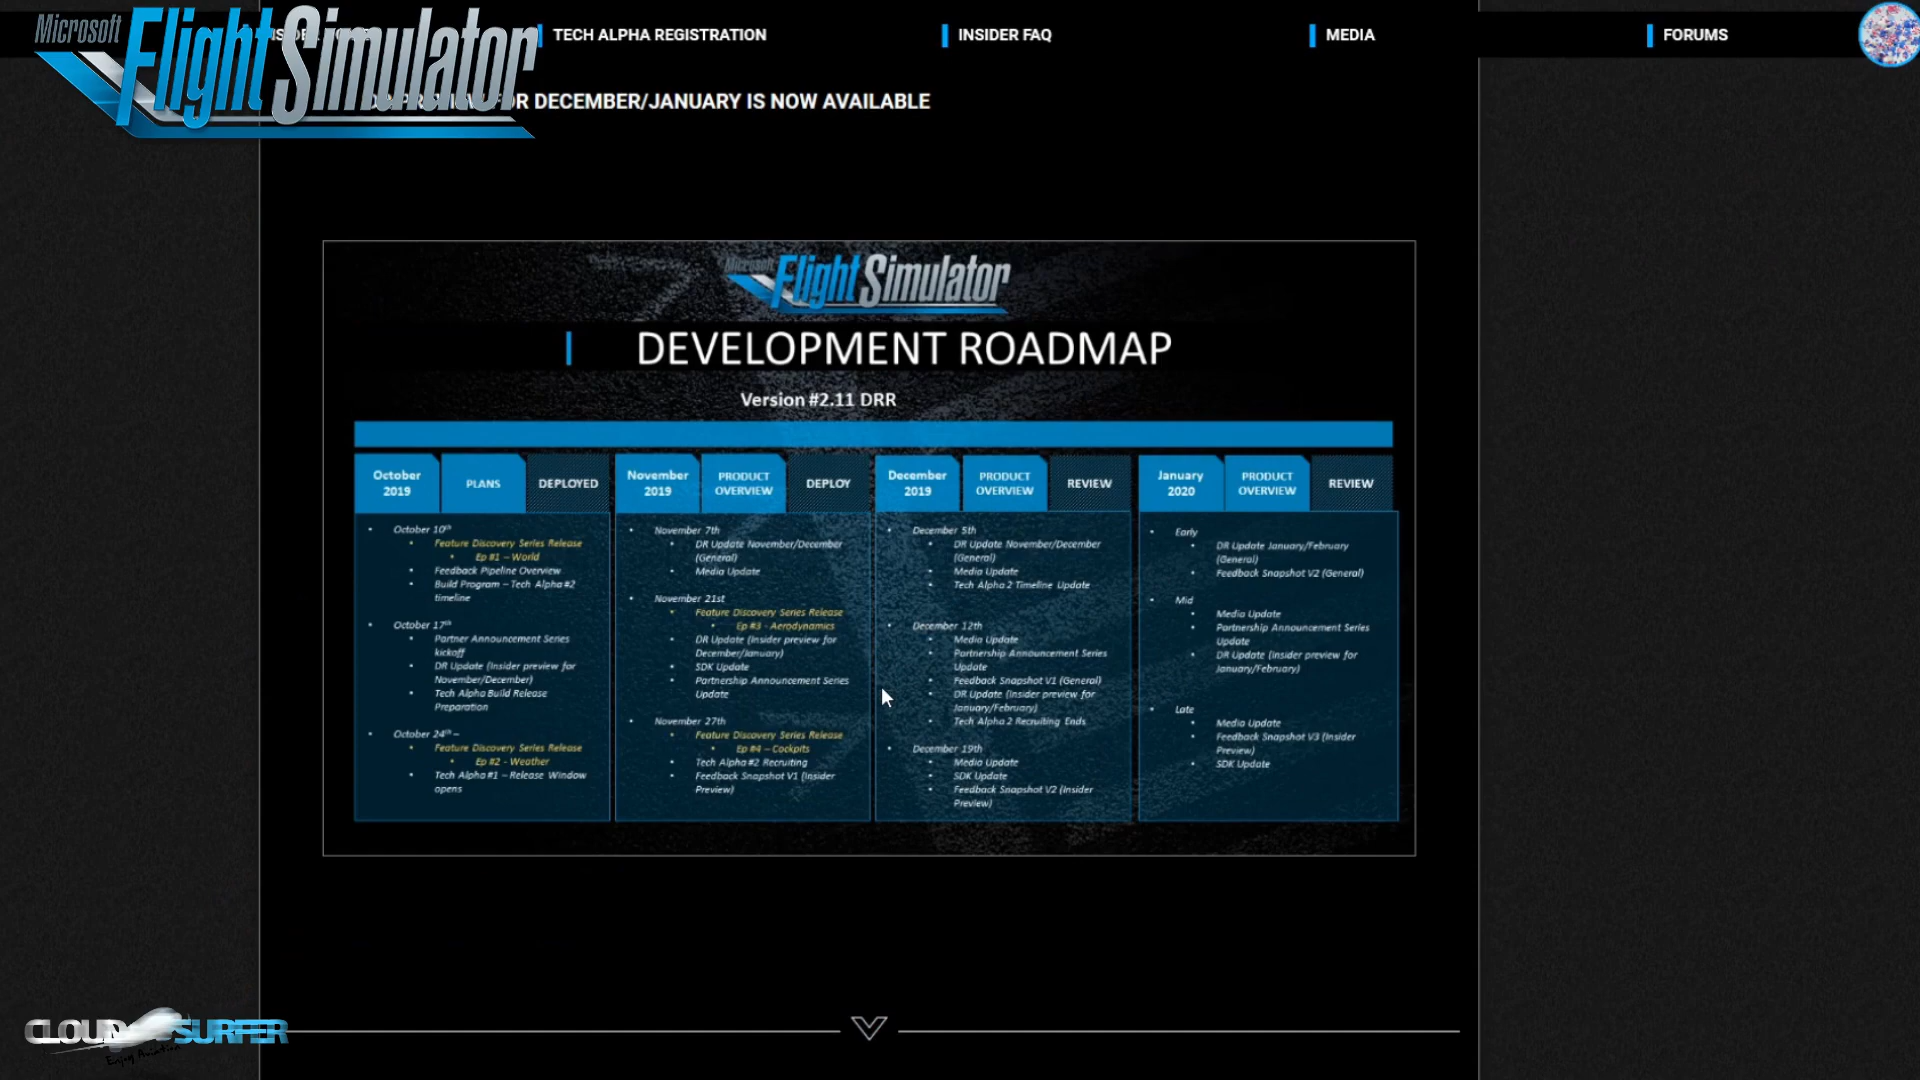 Microsoft
Flight Simulator
TECH ALPHA REGISTRATION
INSIDER FAQ
MEDIA
FORUMS
DECEMBER/JANUARY IS NOW AVAILABLE
Microsoft
Flight Simulator
DEVELOPMENT ROADMAP
Version #2.11 DRR
October
2019
PLANS
DEPLOYED
• October 10th
• Feature Discovery Series Release
• Ep #1 – World
• Feedback Pipeline Overview
• Build Program – Tech Alpha #2
timeline
• October 17th
• Partner Announcement Series
kickoff
• DR Update (Insider preview for
November/December)
• Tech Alpha Build Release
Preparation
• October 24th –
• Feature Discovery Series Release
• Ep #2 - Weather
• Tech Alpha #1 – Release Window
opens
November
2019
PRODUCT
OVERVIEW
DEPLOY
• November 7th
• DR Update November/December
(General)
• Media Update
• November 21st
• Feature Discovery Series Release
• Ep #3 - Aerodynamics
• DR Update (Insider preview for
December/January)
• SDK Update
• Partnership Announcement Series
Update
• November 27th
• Feature Discovery Series Release
• Ep #4 – Cockpits
• Tech Alpha #2 Recruiting
• Feedback Snapshot V1 (Insider
Preview)
December
2019
PRODUCT
OVERVIEW
REVIEW
• December 5th
• DR Update November/December
(General)
• Media Update
• Tech Alpha 2 Timeline Update
• December 12th
• Media Update
• Partnership Announcement Series
Update
• Feedback Snapshot V1 (General)
• DR Update (Insider preview for
January/February)
• Tech Alpha 2 Recruiting Ends
• December 19th
• Media Update
• SDK Update
• Feedback Snapshot V2 (Insider
Preview)
January
2020
PRODUCT
OVERVIEW
REVIEW
• Early
• DR Update January/February
(General)
• Feedback Snapshot V2 (General)
• Mid
• Media Update
• Partnership Announcement Series
Update
• DR Update (Insider preview for
January/February)
• Late
• Media Update
• Feedback Snapshot V3 (Insider
Preview)
• SDK Update
CLOUD SURFER
Enjoy Aviation